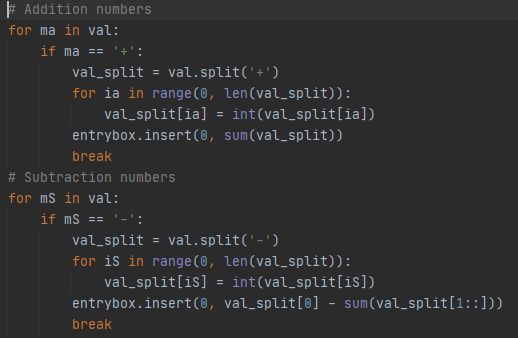 # Addition numbers
for ma in val:
    if ma == '+':
        val_split = val.split('+')
        for ia in range(0, len(val_split)):
            val_split[ia] = int(val_split[ia])
        entrybox.insert(0, sum(val_split))
        break
# Subtraction numbers
for mS in val:
    if mS == '-':
        val_split = val.split('-')
        for iS in range(0, len(val_split)):
            val_split[iS] = int(val_split[iS])
        entrybox.insert(0, val_split[0] - sum(val_split[1::]))
        break